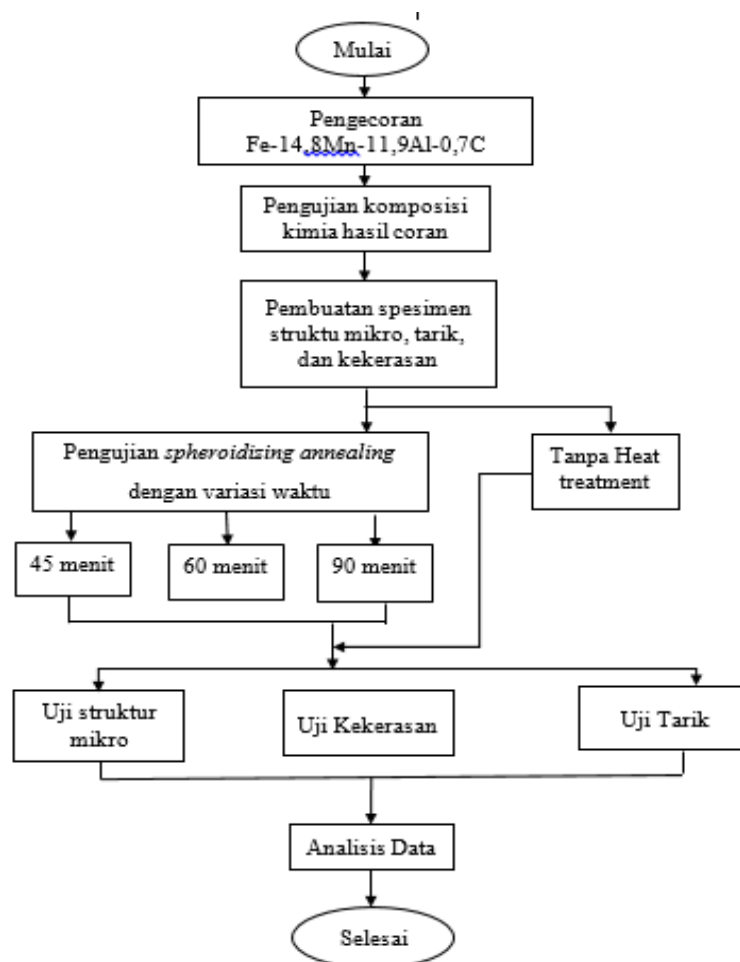 Mulai
Pengecoran
Fe-14,8Mn-11,9Al-0,7C
Pengujian komposisi
kimia hasil coran
Pembuatan spesimen
struktu mikro, tarik,
dan kekerasan
Pengujian spheroidizing annealing
dengan variasi waktu
Tanpa Heat
treatment
45 menit
60 menit
90 menit
Uji struktur
mikro
Uji Kekerasan
Uji Tarik
Analisis Data
Selesai